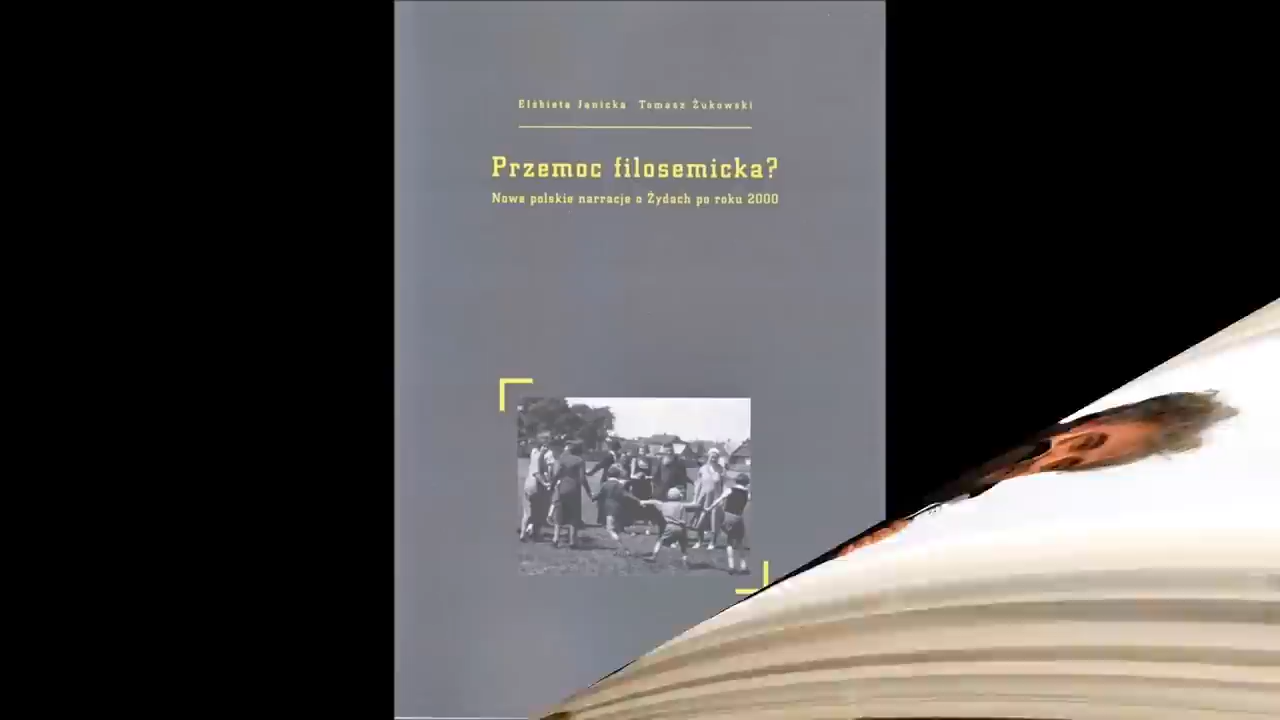 Elżbieta Janicka Tomasz Żukowski
Przemoc filosemicka?
Nowe polskie narracje o Żydach po roku 2000